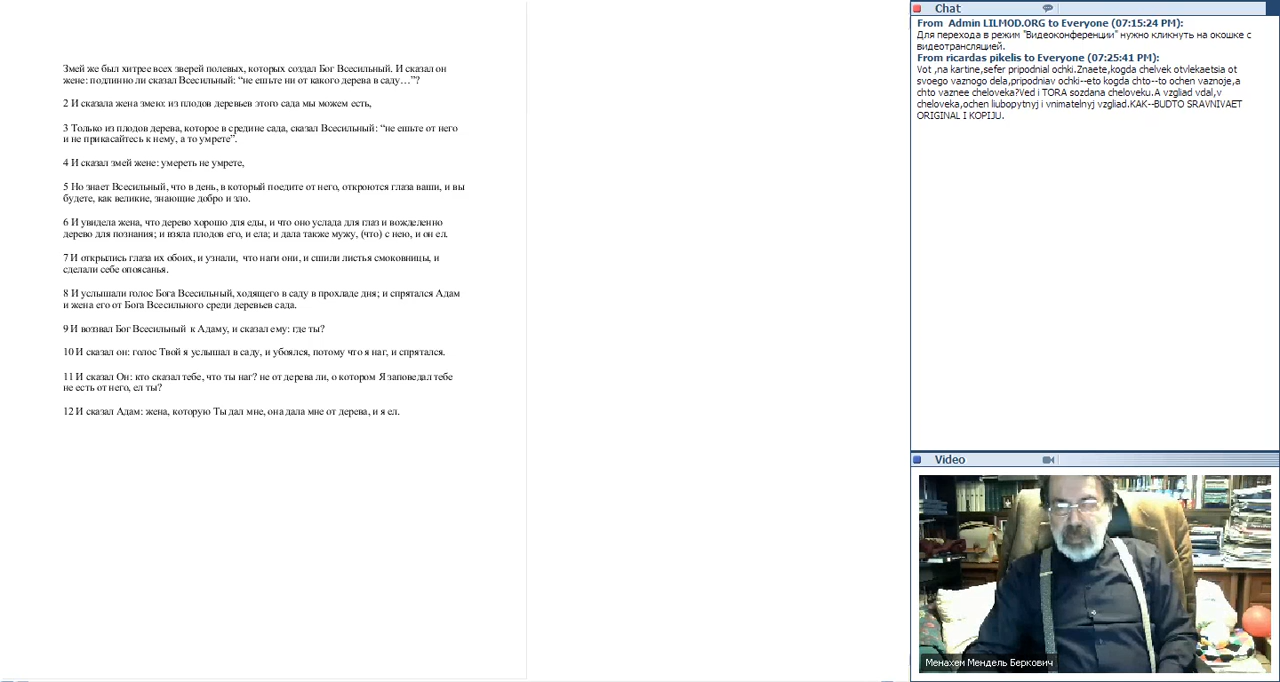 Змей же был хитрее всех зверей полевых, которых создал Бог Всесильный. И сказал он
жене: подлинно ли сказал Всесильный: “не ешьте ни от какого дерева в саду…”?
2 И сказала жена змею: из плодов деревьев этого сада мы можем есть,
3 Только из плодов дерева, которое в средине сада, сказал Всесильный: “не ешьте от него
и не прикасайтесь к нему, а то умрете”.
4 И сказал змей жене: умереть не умрете,
5 Но знает Всесильный, что в день, в который поедите от него, откроются глаза ваши, и вы
будете, как великие, знающие добро и зло.
6 И увидела жена, что дерево хорошо для еды, и что оно услада для глаз и вожделенно
дерево для познания; и взяла плодов его, и ела; и дала также мужу, (что) с нею, и он ел.
7 И открылись глаза их обоих, и узнали, что наги они, и сшили листья смоковницы, и
сделали себе опоясанья.
8 И услышали голос Бога Всесильный, ходящего в саду в прохладе дня; и спрятался Адам
и жена его от Бога Всесильного среди деревьев сада.
9 И воззвал Бог Всесильный к Адаму, и сказал ему: где ты?
10 И сказал он: голос Твой я услышал в саду, и убоялся, потому что я наг, и спрятался.
11 И сказал Он: кто сказал тебе, что ты наг? не от дерева ли, о котором Я заповедал тебе
не есть от него, ел ты?
12 И сказал Адам: жена, которую Ты дал мне, она дала мне от дерева, и я ел.
Chat
From Admin LILMOD.ORG to Everyone (07:15:24 PM):
Для перехода в режим "Видеоконференции" нужно кликнуть на окошке с
видеотрансляцией.
From ricardas pikelis to Everyone (07:25:41 PM):
Vot ,na kartine,sefer pripodnial ochki.Znaete,kogda chelvek otvlekaetsia ot
svoego vaznogo dela,pripodniav ochki--eto kogda chto--to ochen vaznoje,a
chto vaznee cheloveka?Ved i TORA sozdana cheloveku.A vzgliad vdal,v
cheloveka,ochen liubopytnyj i vnimatelnyj vzgliad.KAK--BUDTO SRAVNIVAET
ORIGINAL I KOPIJU.
Video
Менахем Мендель Беркович